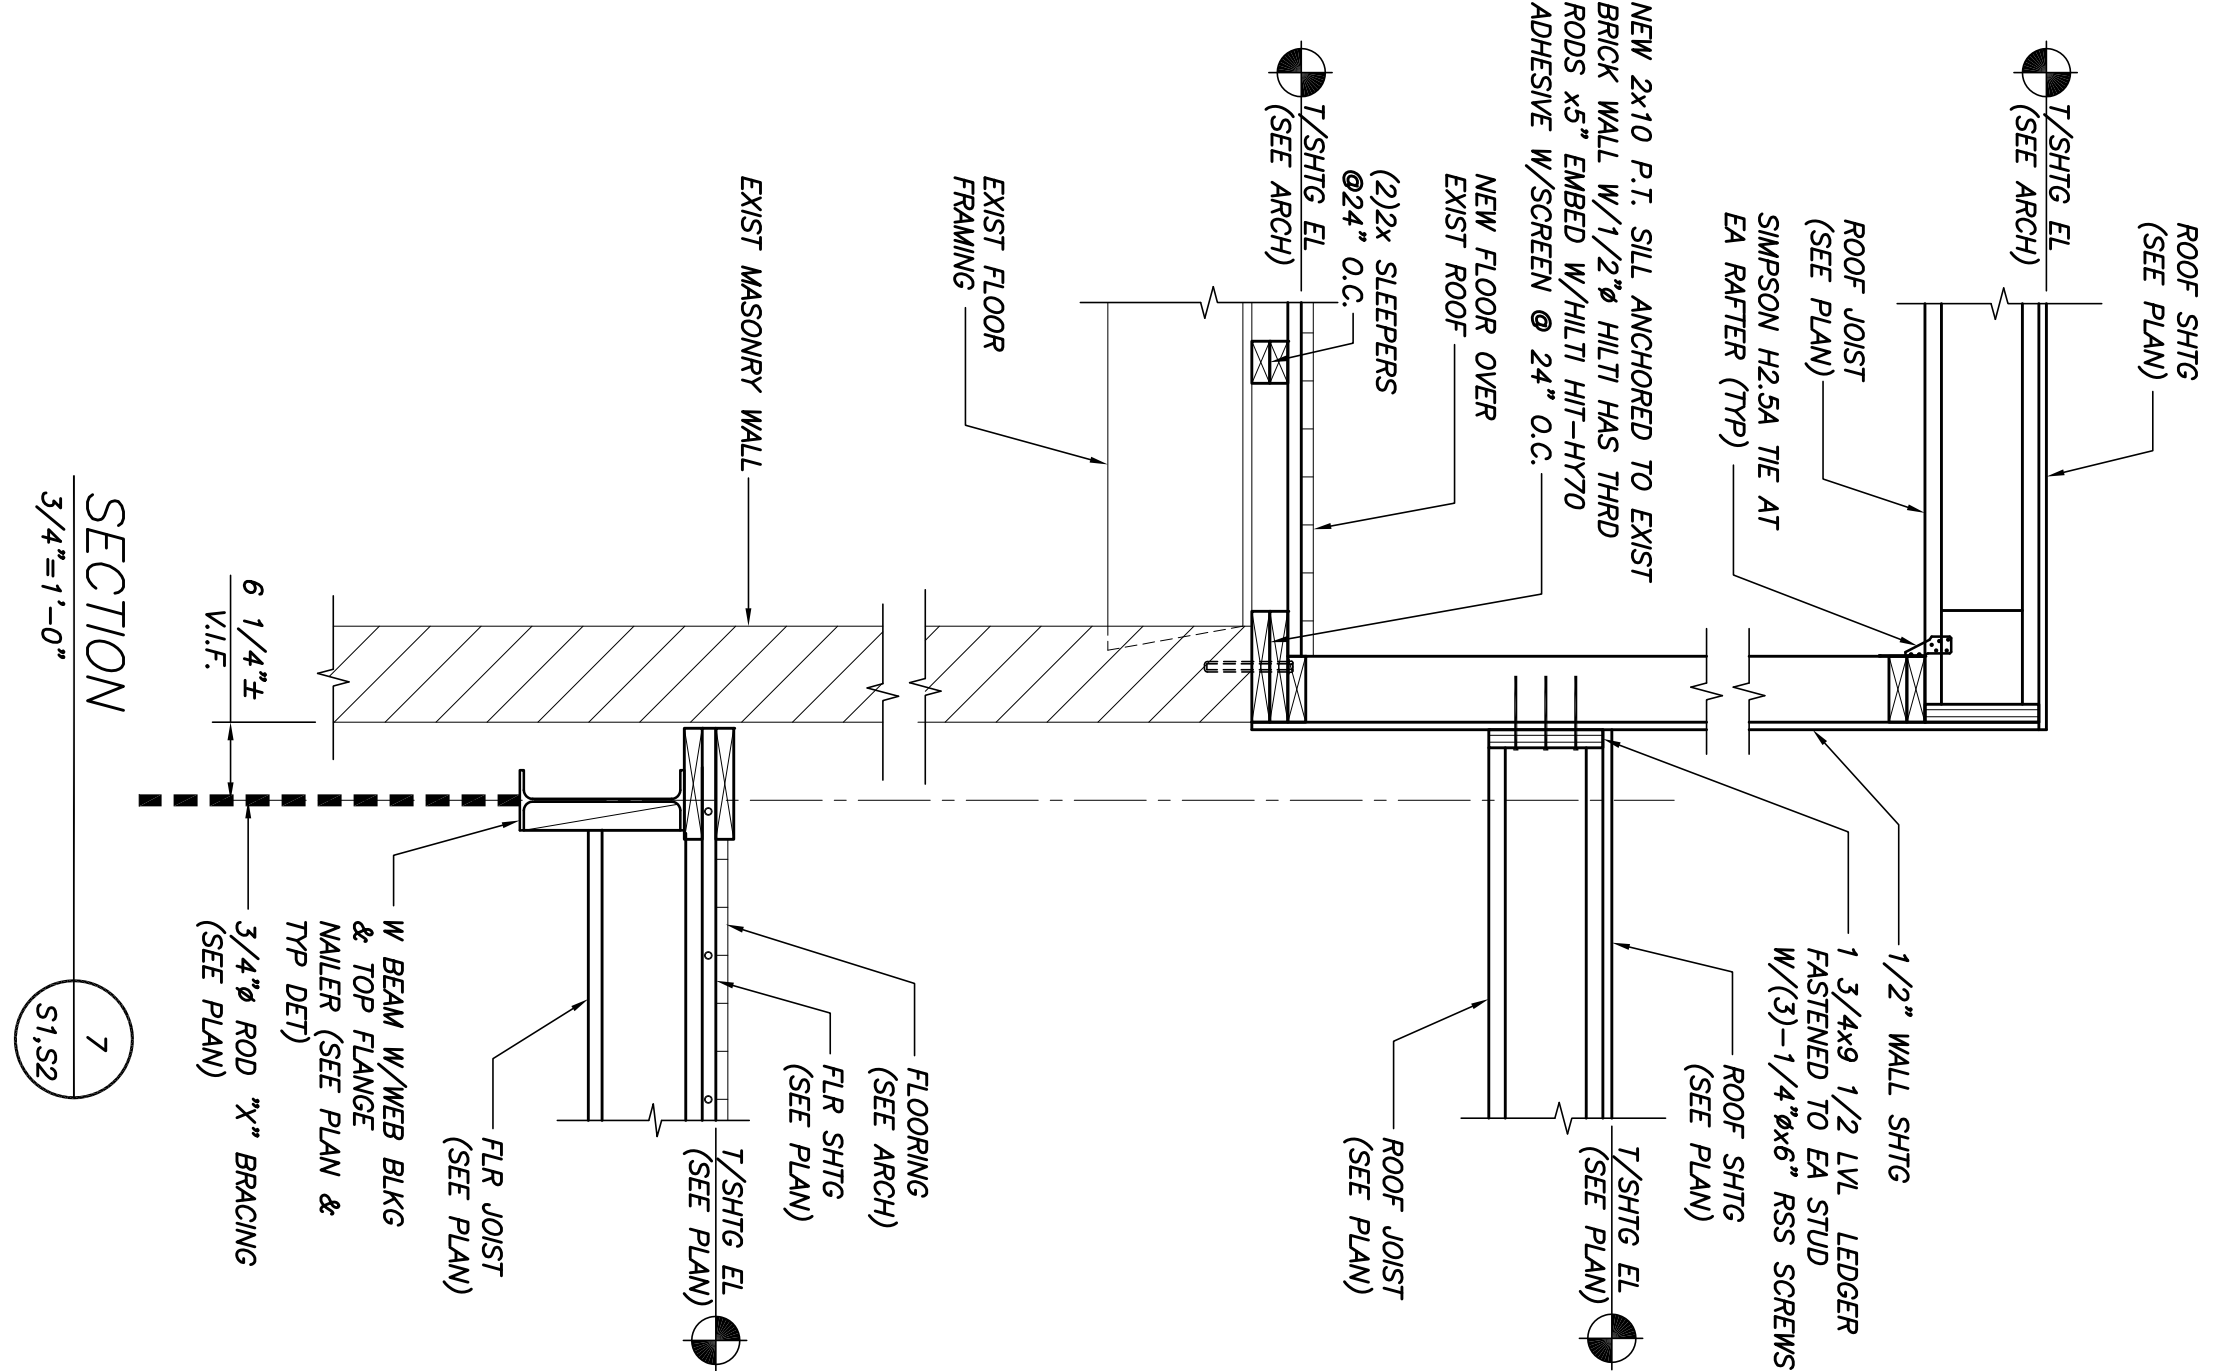 ROOF SHTG
(SEE PLAN)
T/SHTG EL
(SEE ARCH)
ROOF JOIST
(SEE PLAN)
SIMPSON H2.5A TIE AT
EA RAFTER (TYP)
NEW 2x10 P.T. SILL ANCHORED TO EXIST
BRICK WALL W/1/2"ø HILTI HAS THRD
RODS x5" EMBED W/HILTI HIT-HY70
ADHESIVE W/SCREEN @ 24" O.C.
NEW FLOOR OVER
EXIST ROOF
(2)2x SLEEPERS
@24" O.C.
T/SHTG EL
(SEE ARCH)
EXIST FLOOR
FRAMING
EXIST MASONRY WALL
1/2" WALL SHTG
1 3/4x9 1/2 LVL LEDGER
FASTENED TO EA STUD
W/(3)-1/4"øx6" RSS SCREWS
ROOF SHTG
(SEE PLAN)
T/SHTG EL
(SEE PLAN)
ROOF JOIST
(SEE PLAN)
FLOORING
(SEE ARCH)
FLR SHTG
(SEE PLAN)
T/SHTG EL
(SEE PLAN)
FLR JOIST
(SEE PLAN)
W BEAM W/WEB BLKG
& TOP FLANGE
NAILER (SEE PLAN &
TYP DET)
3/4"ø ROD "X" BRACING
(SEE PLAN)
6 1/4"±
V.I.F.
SECTION
3/4"=1'-0"
7
S1,S2